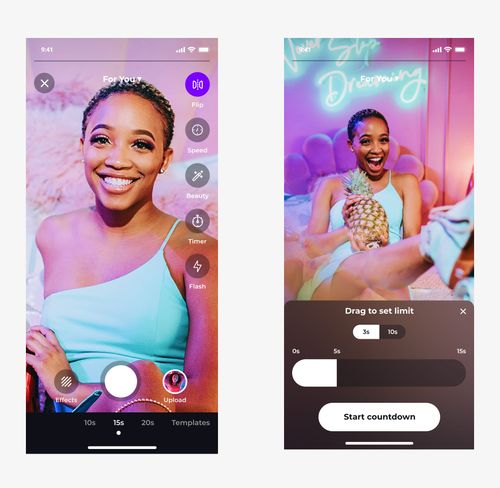 9:41
For You
Flip
Speed
Beauty
Timer
Flash
Effects
Upload
10s
15s
20s
Templates
9:41
Dreaming
For You
Drag to set limit
3s
10s
0s
5s
15s
Start countdown